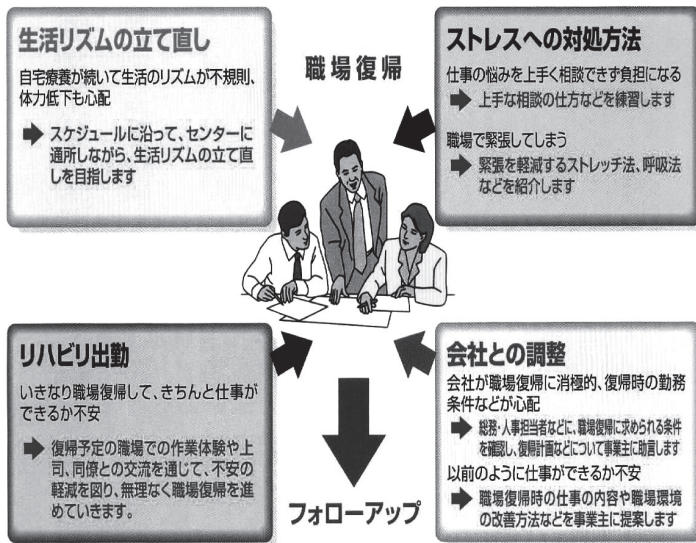 生活リズムの立て直し
自宅療養が続いて生活のリズムが不規則、
体力低下も心配
スケジュールに沿って、センターに
通所しながら、生活リズムの立て直
しを目指します
職場復帰
ストレスへの対処方法
仕事の悩みを上手く相談できず負担になる
上手な相談の仕方などを練習します
職場で緊張してしまう
緊張を軽減するストレッチ法、呼吸法
などを紹介します
リハビリ出勤
いきなり職場復帰して、きちんと仕事が
できるか不安
復帰予定の職場での作業体験や上
司、同僚との交流を通じて、不安の
軽減を図り、無理なく職場復帰を進
めていきます。
会社との調整
会社が職場復帰に消極的、復帰時の勤務
条件などが心配
総務・人事担当者などに、職場復帰に求められる条件
を確認し、復帰計画などについて事業主に助言します
以前のように仕事ができるか不安
職場復帰時の仕事の内容や職場環境
の改善方法などを事業主に提案します
フォローアップ